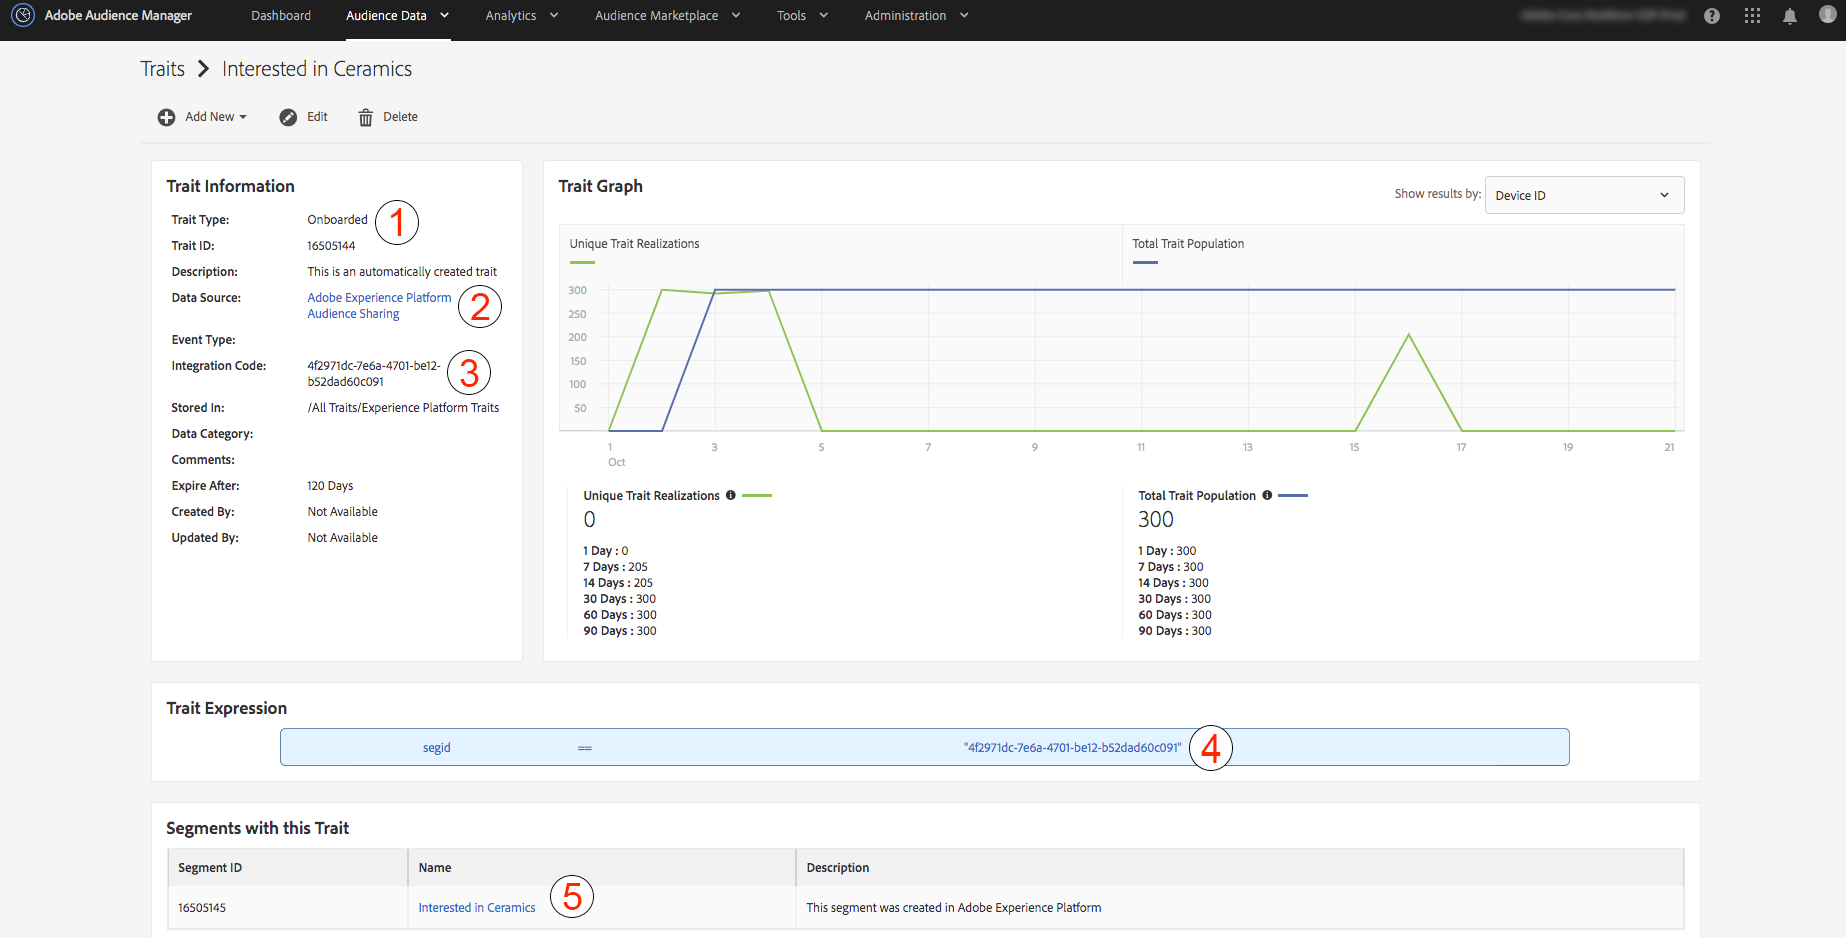 Adobe Audience Manager
Dashboard
Audience Data
Analytics
Audience Marketplace
Tools
Administration
Traits > Interested in Ceramics
Add New
Edit
Delete
Trait Information
Trait Type: Onboarded
1
Trait ID: 16505144
Description: This is an automatically created trait
Data Source: Adobe Experience Platform
Audience Sharing
2
Event Type:
Integration Code: 4f2971dc-7e6a-4701-be12-
b52dad60c091
3
Stored In: /All Traits/Experience Platform Traits
Data Category:
Comments:
Expire After: 120 Days
Created By: Not Available
Updated By: Not Available
Trait Graph
Show results by: Device ID
Unique Trait Realizations
Total Trait Population
300
250
200
150
100
50
1 3 5 7 9 11 13 15 17 19 21
Oct
Unique Trait Realizations
0
1 Day : 0
7 Days : 205
14 Days : 205
30 Days : 300
60 Days : 300
90 Days : 300
Total Trait Population
300
1 Day : 300
7 Days : 300
14 Days : 300
30 Days : 300
60 Days : 300
90 Days : 300
Trait Expression
segid == "4f2971dc-7e6a-4701-be12-b52dad60c091"
4
Segments with this Trait
Segment ID Name Description
16505145 Interested in Ceramics This segment was created in Adobe Experience Platform
5